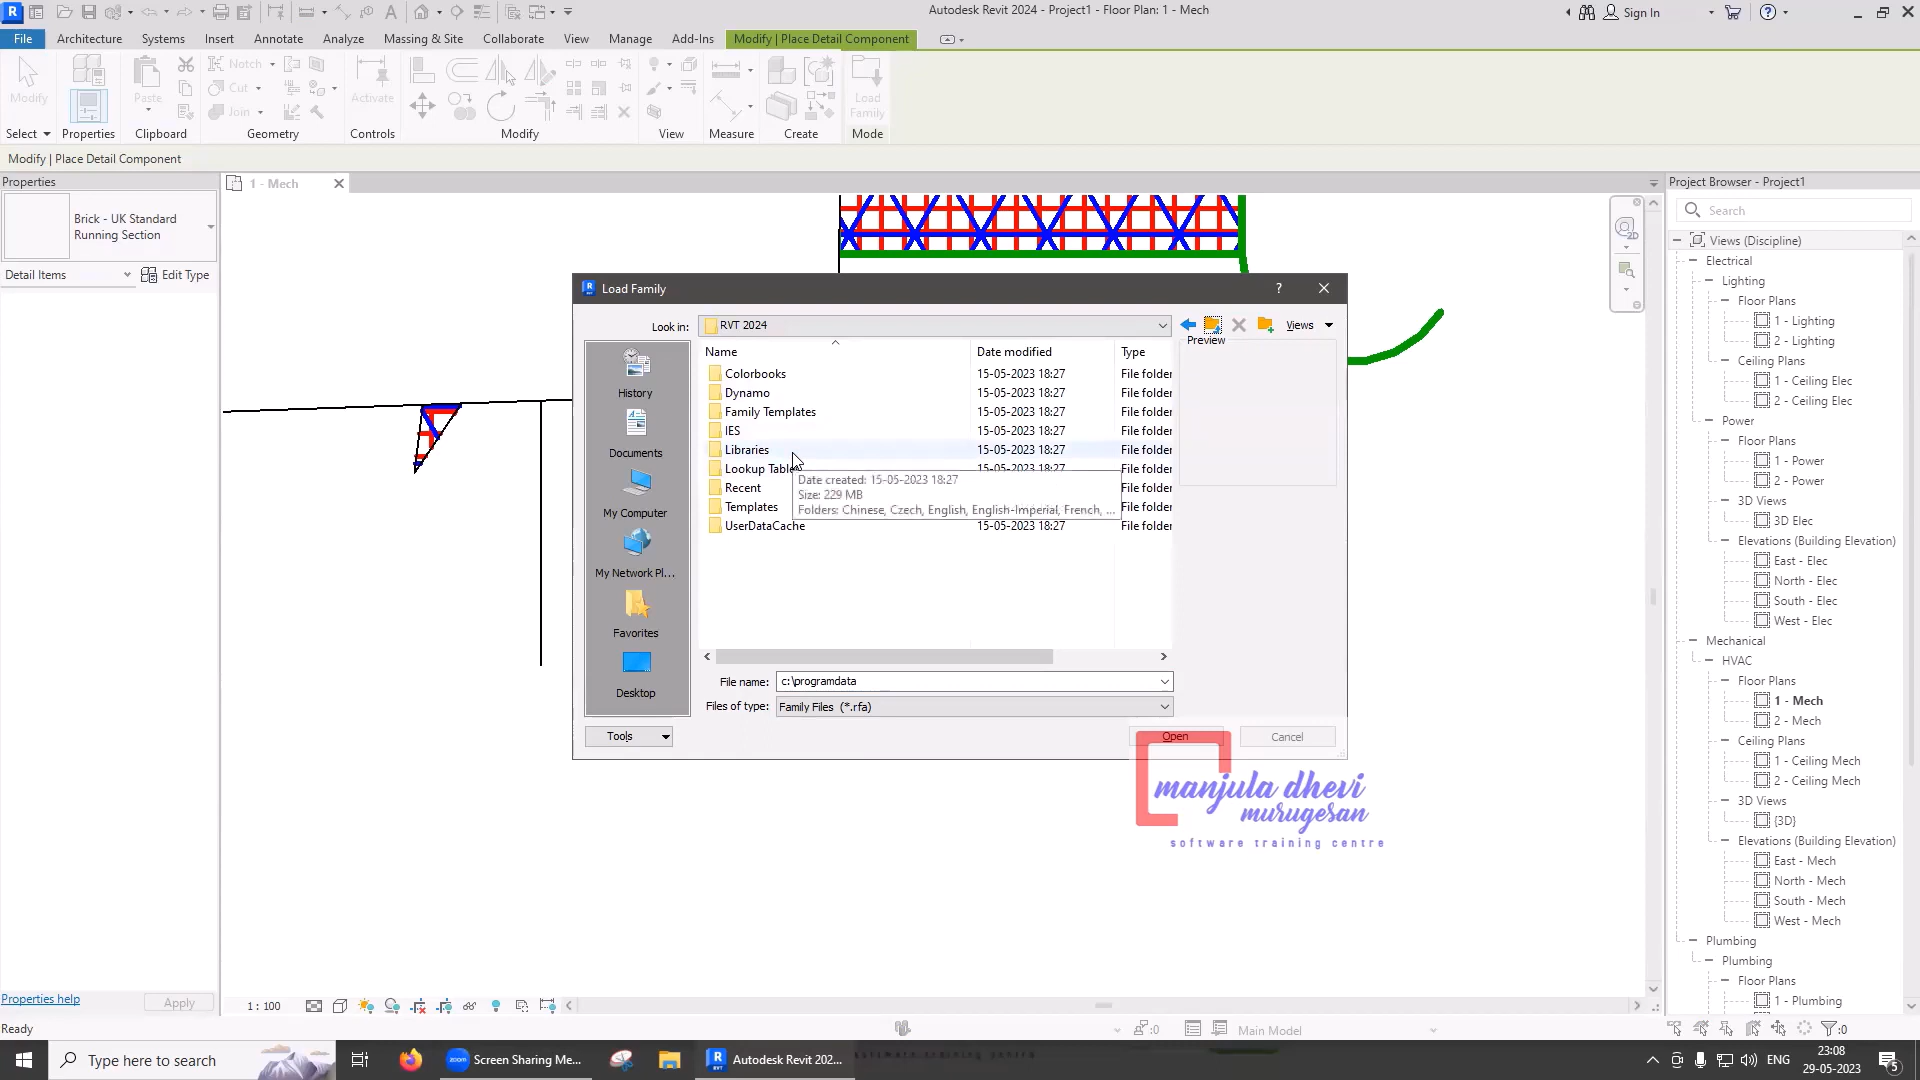 Autodesk Revit 2024 - Project1 - Floor Plan: 1 - Mech
Sign In
File Architecture Systems Insert Annotate Analyze Massing & Site Collaborate View Manage Add-Ins Modify | Place Detail Component
Modify
Paste
Notch
Cut
Join
Activate
Load
Family
Select Properties Clipboard Geometry Controls Modify View Measure Create Mode
Modify | Place Detail Component
Properties
Brick - UK Standard
Running Section
Detail Items
Edit Type
Properties help
Apply
1 - Mech
Load Family
Look in: RVT 2024
Views
Preview
History
Documents
My Computer
My Network Pl...
Favorites
Desktop
Name Date modified Type
Colorbooks 15-05-2023 18:27 File folder
Dynamo 15-05-2023 18:27 File folder
Family Templates 15-05-2023 18:27 File folder
IES 15-05-2023 18:27 File folder
Libraries 15-05-2023 18:27 File folder
Lookup Table 15-05-2023 18:27 File folder
Recent File folder
Templates File folder
UserDataCache 15-05-2023 18:27 File folder
Date created: 15-05-2023 18:27
Size: 229 MB
Folders: Chinese, Czech, English, English-Imperial, French, ...
File name: c:\programdata
Files of type: Family Files (*.rfa)
Tools
Open
Cancel
manjula dhevi
murugesan
software training centre
Project Browser - Project1
Search
Views (Discipline)
Electrical
Lighting
Floor Plans
1 - Lighting
2 - Lighting
Ceiling Plans
1 - Ceiling Elec
2 - Ceiling Elec
Power
Floor Plans
1 - Power
2 - Power
3D Views
3D Elec
Elevations (Building Elevation)
East - Elec
North - Elec
South - Elec
West - Elec
Mechanical
HVAC
Floor Plans
1 - Mech
2 - Mech
Ceiling Plans
1 - Ceiling Mech
2 - Ceiling Mech
3D Views
{3D}
Elevations (Building Elevation)
East - Mech
North - Mech
South - Mech
West - Mech
Plumbing
Plumbing
Floor Plans
1 - Plumbing
1 : 100
Ready
:0
Main Model
:0
Type here to search
zoom
Screen Sharing Me...
Autodesk Revit 202...
ENG
23:08
29-05-2023
5